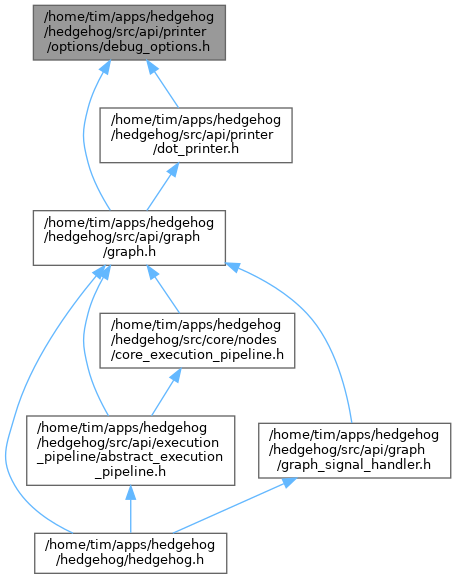 /home/tim/apps/hedgehog
/hedgehog/src/api/printer
/options/debug_options.h
/home/tim/apps/hedgehog
/hedgehog/src/api/printer
/dot_printer.h
/home/tim/apps/hedgehog
/hedgehog/src/api/graph
/graph.h
/home/tim/apps/hedgehog
/hedgehog/src/core/nodes
/core_execution_pipeline.h
/home/tim/apps/hedgehog
/hedgehog/src/api/execution
_pipeline/abstract_execution
_pipeline.h
/home/tim/apps/hedgehog
/hedgehog/src/api/graph
/graph_signal_handler.h
/home/tim/apps/hedgehog
/hedgehog/hedgehog.h